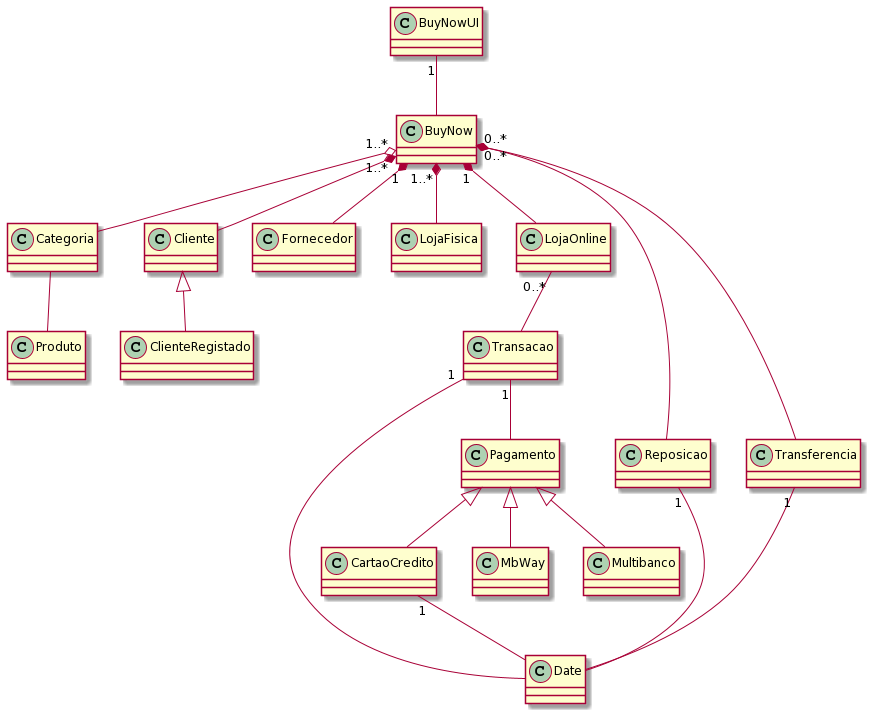 C BuyNowUI
1
C BuyNow
1..*
1..*
1
1..*
1
0..*
0..*
C Categoria
C Cliente
C Fornecedor
C LojaFisica
C LojaOnline
0..*
C Produto
C ClienteRegistado
C Transacao
1
1
C Pagamento
C Reposicao
C Transferencia
1
1
C CartaoCredito
C MbWay
C Multibanco
1
C Date